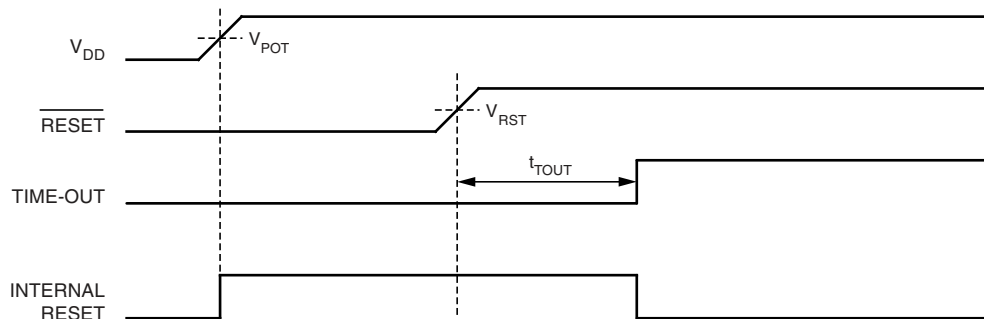 VDD
VPOT
RESET
VRST
TIME-OUT
tTOUT
INTERNAL
RESET